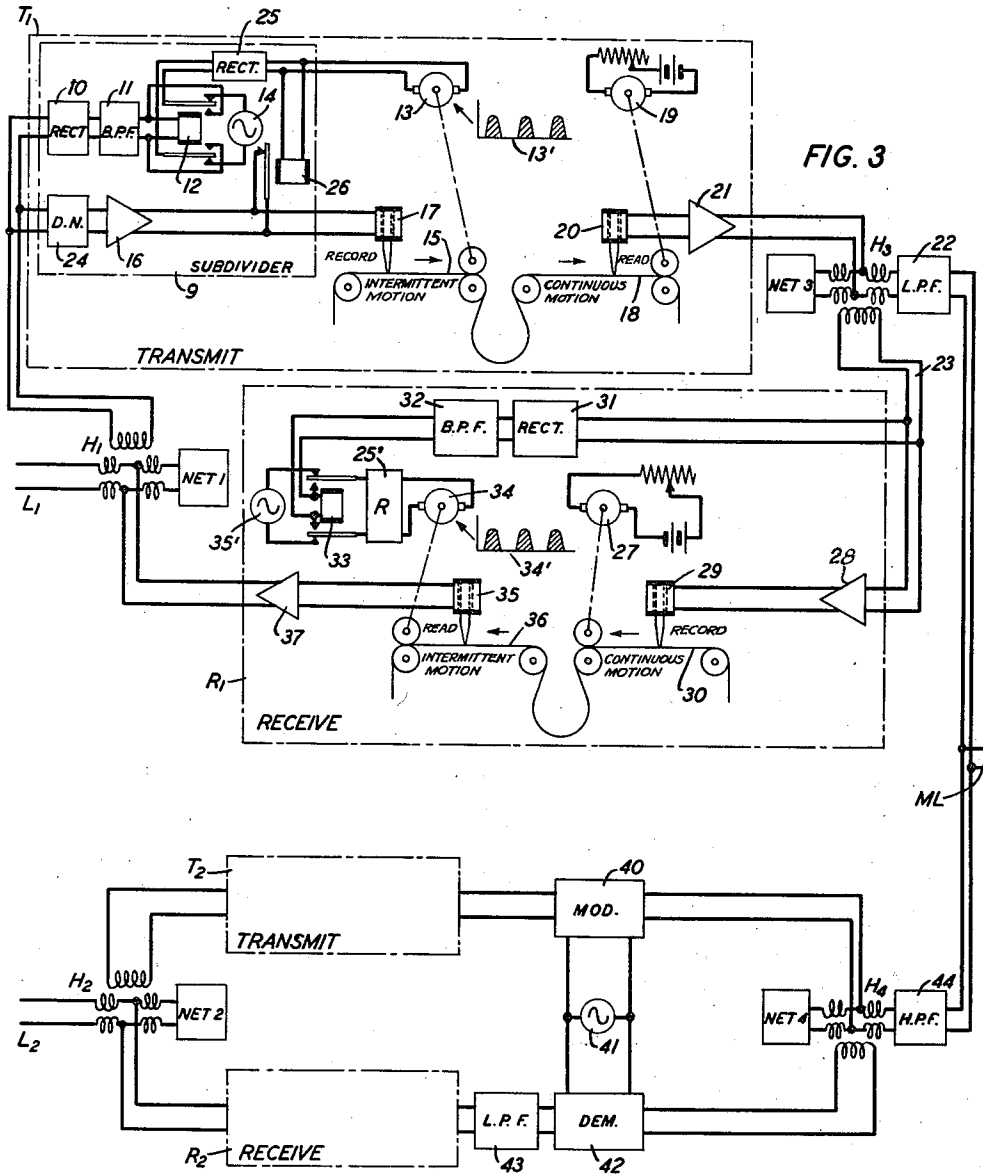 T1
25
RECT.
10
11
14
13
19
RECT
B.P.F.
12
13'
FIG. 3
26
21
D.N.
24
16
17
20
H3
22
RECORD
15
READ
SUBDIVIDER
9
INTERMITTENT
MOTION
CONTINUOUS
MOTION
18
NET 3
L.P.F.
TRANSMIT
23
32
31
B.P.F.
RECT.
H1
NET 1
L1
25'
R
34
35'
33
34'
27
28
29
35
37
READ
36
RECORD
INTERMITTENT
MOTION
CONTINUOUS
MOTION
30
R1
RECEIVE
ML
T2
40
MOD.
TRANSMIT
H2
NET 2
L2
41
H4
44
NET 4
H.P.F.
L.P.F.
DEM.
R2
RECEIVE
43
42